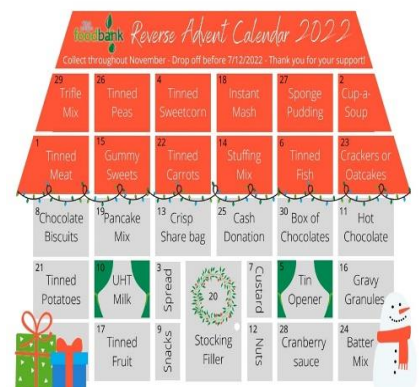 foodbank Reverse Advent Calendar 2022
Collect throughout November - Drop off before 7/12/2022 - Thank you for your support!
29 26 4 18 27 2
Trifle Tinned Tinned Instant Sponge Cup-a-
Mix Peas Sweetcorn Mash Pudding Soup
1 15 22 14 6 23
Tinned Gummy Tinned Stuffing Tinned Crackers or
Meat Sweets Carrots Mix Fish Oatcakes
8 19 13 25 30 11
Chocolate Pancake Crisp Cash Box of Hot
Biscuits Mix Share bag Donation Chocolates Chocolate
21 10 3 20 7 5 16
Tinned UHT Spread Custard Tin Gravy
Potatoes Milk Opener Granules
17 9 12 28 24
Tinned Snacks Stocking Nuts Cranberry Batter
Fruit Filler sauce Mix